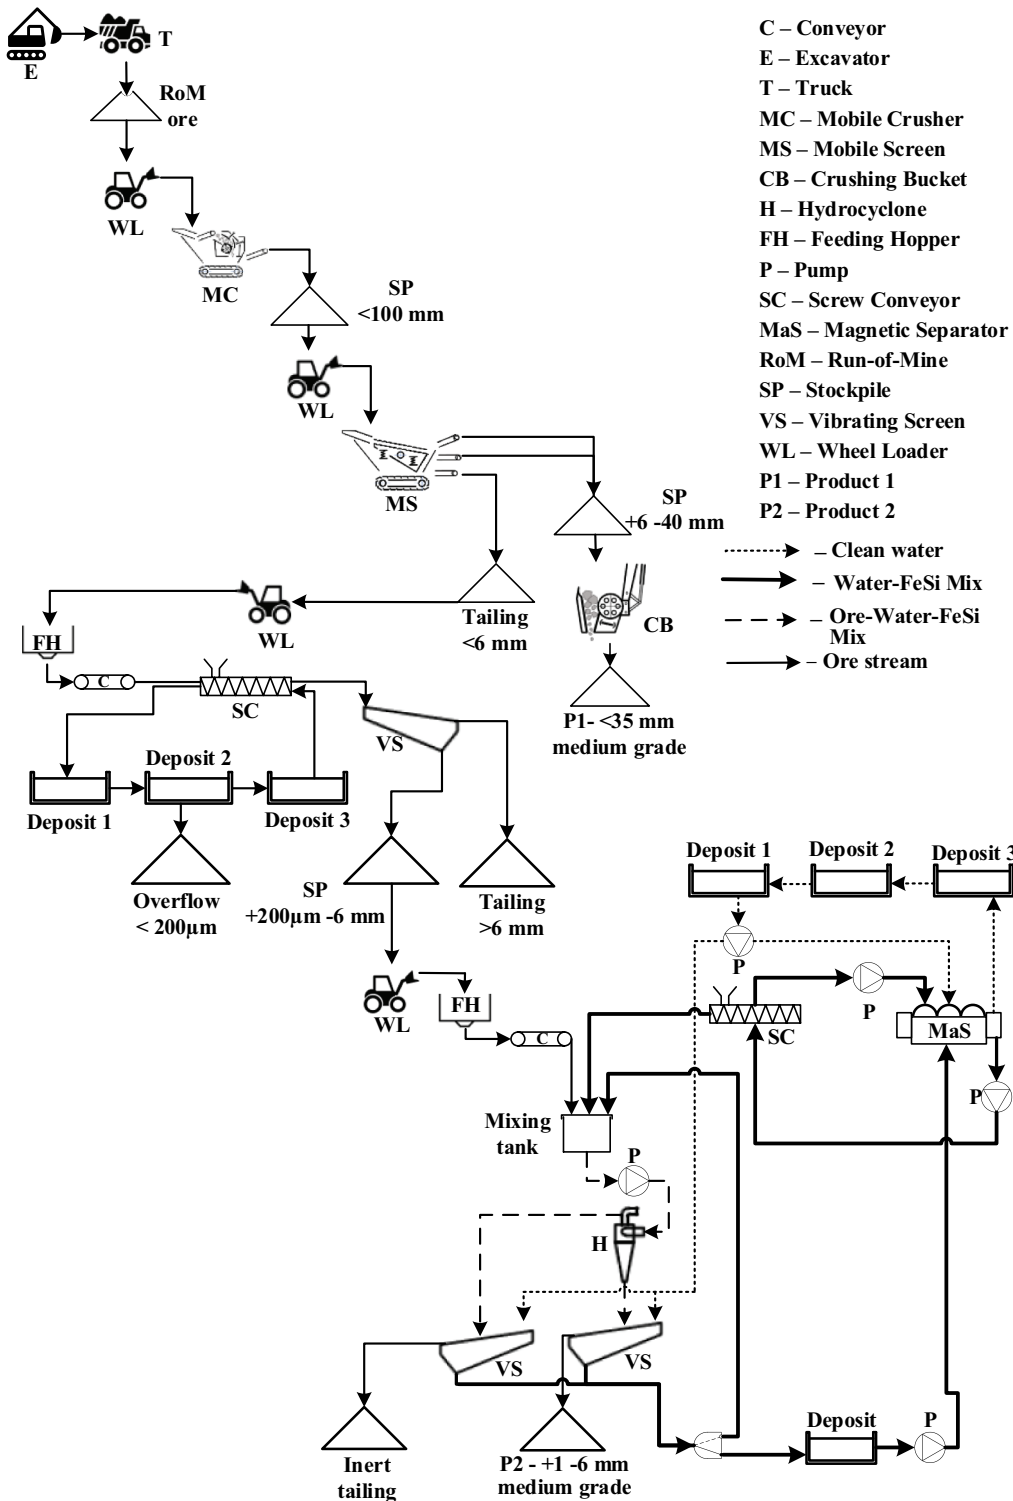 C – Conveyor
E – Excavator
T – Truck
MC – Mobile Crusher
MS – Mobile Screen
CB – Crushing Bucket
H – Hydrocyclone
FH – Feeding Hopper
P – Pump
SC – Screw Conveyor
MaS – Magnetic Separator
RoM – Run-of-Mine
SP – Stockpile
VS – Vibrating Screen
WL – Wheel Loader
P1 – Product 1
P2 – Product 2
– Clean water
– Water-FeSi Mix
– Ore-Water-FeSi
Mix
– Ore stream
E
T
RoM
ore
WL
MC
SP
<100 mm
WL
MS
SP
+6 -40 mm
CB
P1- <35 mm
medium grade
Tailing
<6 mm
WL
FH
C
SC
VS
Deposit 1
Deposit 2
Deposit 3
Overflow
< 200µm
SP
+200µm -6 mm
Tailing
>6 mm
WL
FH
C
Deposit 1
Deposit 2
Deposit 3
P
P
SC
MaS
P
Mixing
tank
P
H
VS
VS
Inert
tailing
P2 - +1 -6 mm
medium grade
Deposit
P